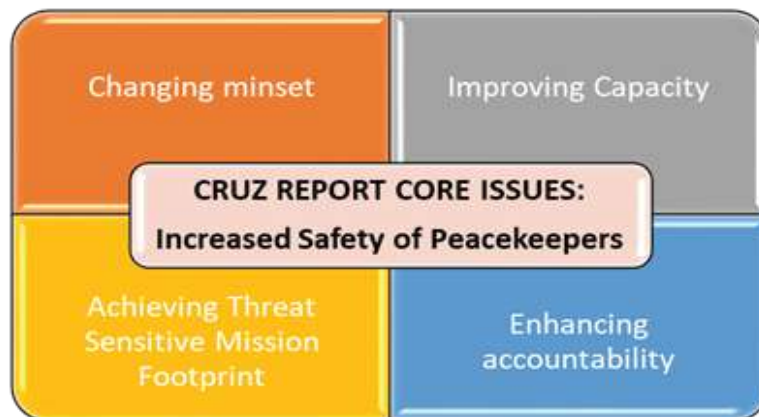 Changing minset
Improving Capacity
CRUZ REPORT CORE ISSUES:
Increased Safety of Peacekeepers
Achieving Threat
Sensitive Mission
Footprint
Enhancing
accountability